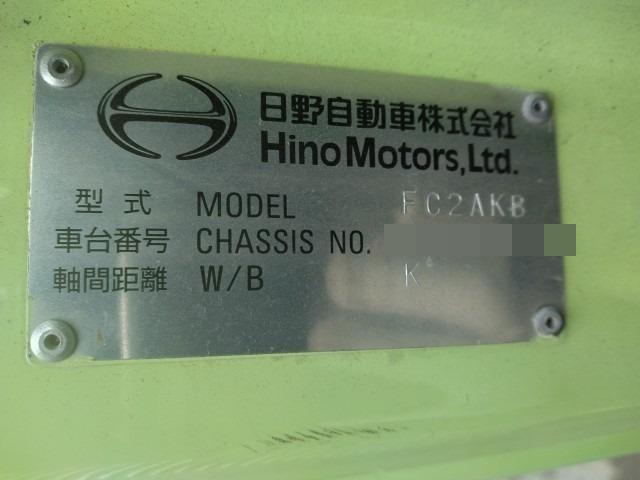 日野自動車株式会社
Hino Motors, Ltd.
型式 MODEL FC2AKB
車台番号 CHASSIS NO.
軸間距離 W/B K